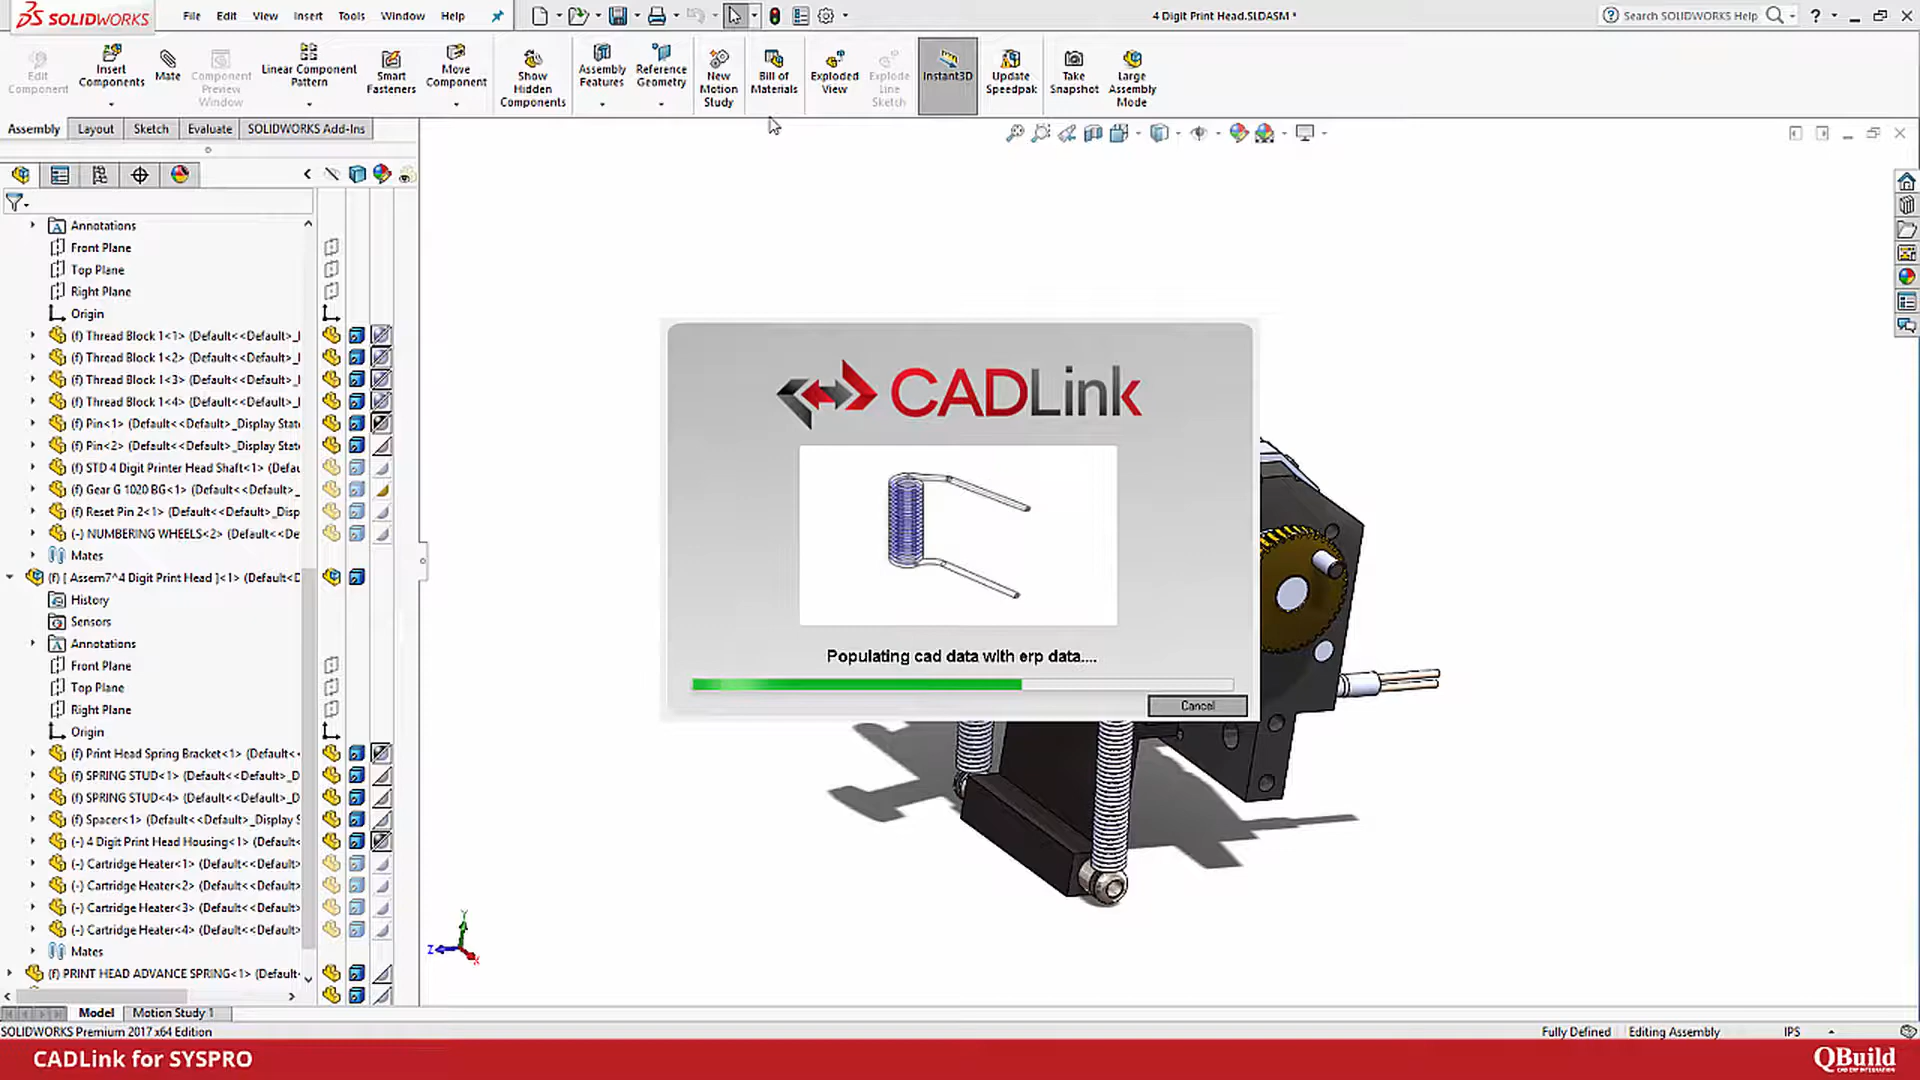 SOLIDWORKS
File Edit View Insert Tools Window Help
4 Digit Print Head.SLDASM *
Search SOLIDWORKS Help
Edit Component
Insert Components
Mate
Component Preview Window
Linear Component Pattern
Smart Fasteners
Move Component
Show Hidden Components
Assembly Features
Reference Geometry
New Motion Study
Bill of Materials
Exploded View
Explode Line Sketch
Instant3D
Update Speedpak
Take Snapshot
Large Assembly Mode
Assembly Layout Sketch Evaluate SOLIDWORKS Add-Ins
Annotations
Front Plane
Top Plane
Right Plane
Origin
(f) Thread Block 1<1> (Default<<Default>_
(f) Thread Block 1<2> (Default<<Default>_
(f) Thread Block 1<3> (Default<<Default>_
(f) Thread Block 1<4> (Default<<Default>_
(f) Pin<1> (Default<<Default>_Display Stat
(f) Pin<2> (Default<<Default>_Display Stat
(f) STD 4 Digit Printer Head Shaft<1> (Defau
(f) Gear G 1020 BG<1> (Default<<Default>_
(f) Reset Pin 2<1> (Default<<Default>_Disp
(-) NUMBERING WHEELS<2> (Default<<De
Mates
(f) [ Assem7^4 Digit Print Head ]<1> (Default<D
History
Sensors
Annotations
Front Plane
Top Plane
Right Plane
Origin
(f) Print Head Spring Bracket<1> (Default<<
(f) SPRING STUD<1> (Default<<Default>_D
(f) SPRING STUD<4> (Default<<Default>_D
(f) Spacer<1> (Default<<Default>_Display S
(-) 4 Digit Print Head Housing<1> (Default<
(-) Cartridge Heater<1> (Default<<Default>
(-) Cartridge Heater<2> (Default<<Default>
(-) Cartridge Heater<3> (Default<<Default>
(-) Cartridge Heater<4> (Default<<Default>
Mates
(f) PRINT HEAD ADVANCE SPRING<1> (Default<
CADLink
Populating cad data with erp data....
Cancel
Y
Z
X
Model Motion Study 1
SOLIDWORKS Premium 2017 x64 Edition
Fully Defined Editing Assembly IPS
CADLink for SYSPRO
QBuild
CAD ERP INTEGRATION